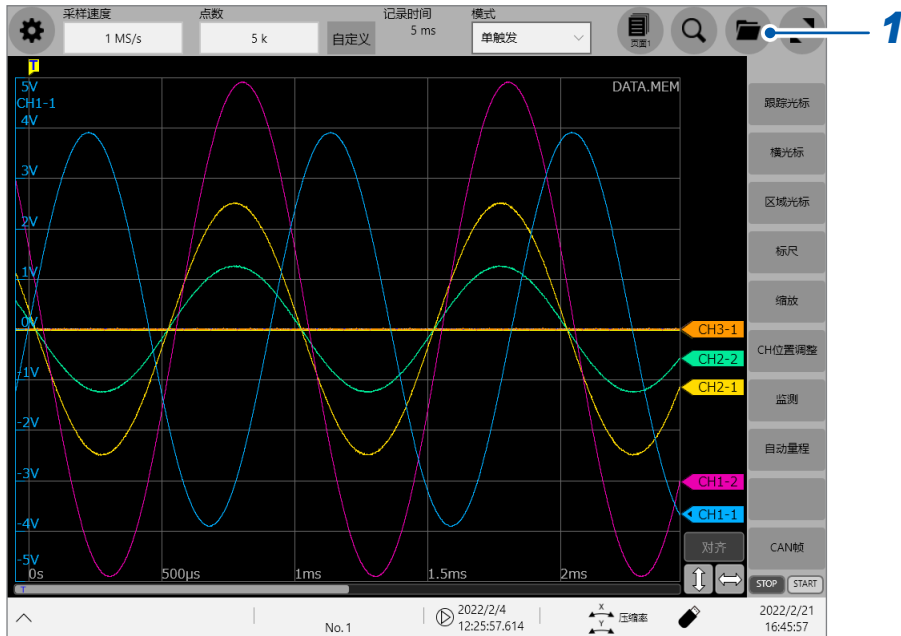 采样速度 点数 记录时间 模式
1 MS/s 5 k 自定义 5 ms 单触发 页面1
1
T
5V DATA.MEM
CH1-1
4V
3V
2V
1V
0V
-1V
-2V
-3V
-4V
-5V
0s 500μs 1ms 1.5ms 2ms
T
CH3-1
CH2-2
CH2-1
CH1-2
CH1-1
对齐
跟踪光标
横光标
区域光标
标尺
缩放
CH位置调整
监测
自动量程
CAN帧
STOP START
No. 1
2022/2/4
12:25:57.614
X
Y
压缩率
2022/2/21
16:45:57